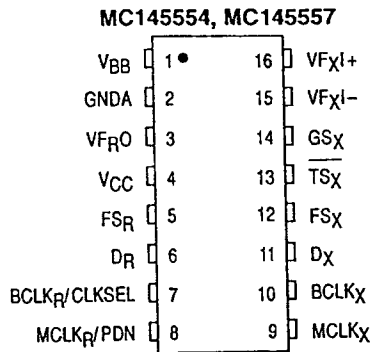 MC145554, MC145557
VBB 1 16 VFXI+
GNDA 2 15 VFXI–
VFRO 3 14 GSX
VCC 4 13 TSX
FSR 5 12 FSX
DR 6 11 DX
BCLKR/CLKSEL 7 10 BCLKX
MCLKR/PDN 8 9 MCLKX